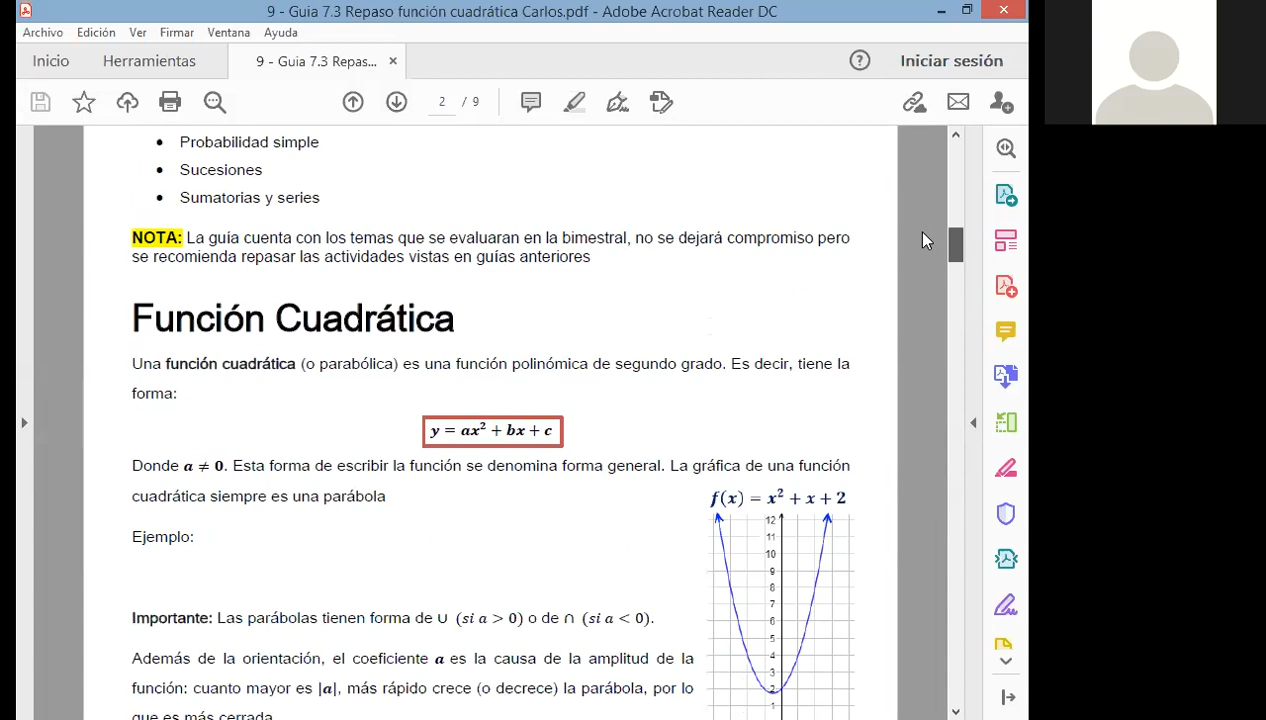 9 - Guia 7.3 Repaso función cuadrática Carlos.pdf - Adobe Acrobat Reader DC
Archivo Edición Ver Firmar Ventana Ayuda
Inicio Herramientas 9 - Guia 7.3 Repas... × Iniciar sesión
2 / 9
• Probabilidad simple
• Sucesiones
• Sumatorias y series
NOTA: La guía cuenta con los temas que se evaluaran en la bimestral, no se dejará compromiso pero
se recomienda repasar las actividades vistas en guías anteriores
Función Cuadrática
Una función cuadrática (o parabólica) es una función polinómica de segundo grado. Es decir, tiene la
forma:
y = ax² + bx + c
Donde a ≠ 0. Esta forma de escribir la función se denomina forma general. La gráfica de una función
cuadrática siempre es una parábola
f(x) = x² + x + 2
Ejemplo:
12
11
10
9
8
7
6
5
4
3
2
1
Importante: Las parábolas tienen forma de ∪ (si a > 0) o de ∩ (si a < 0).
Además de la orientación, el coeficiente a es la causa de la amplitud de la
función: cuanto mayor es |a|, más rápido crece (o decrece) la parábola, por lo
que es más cerrada